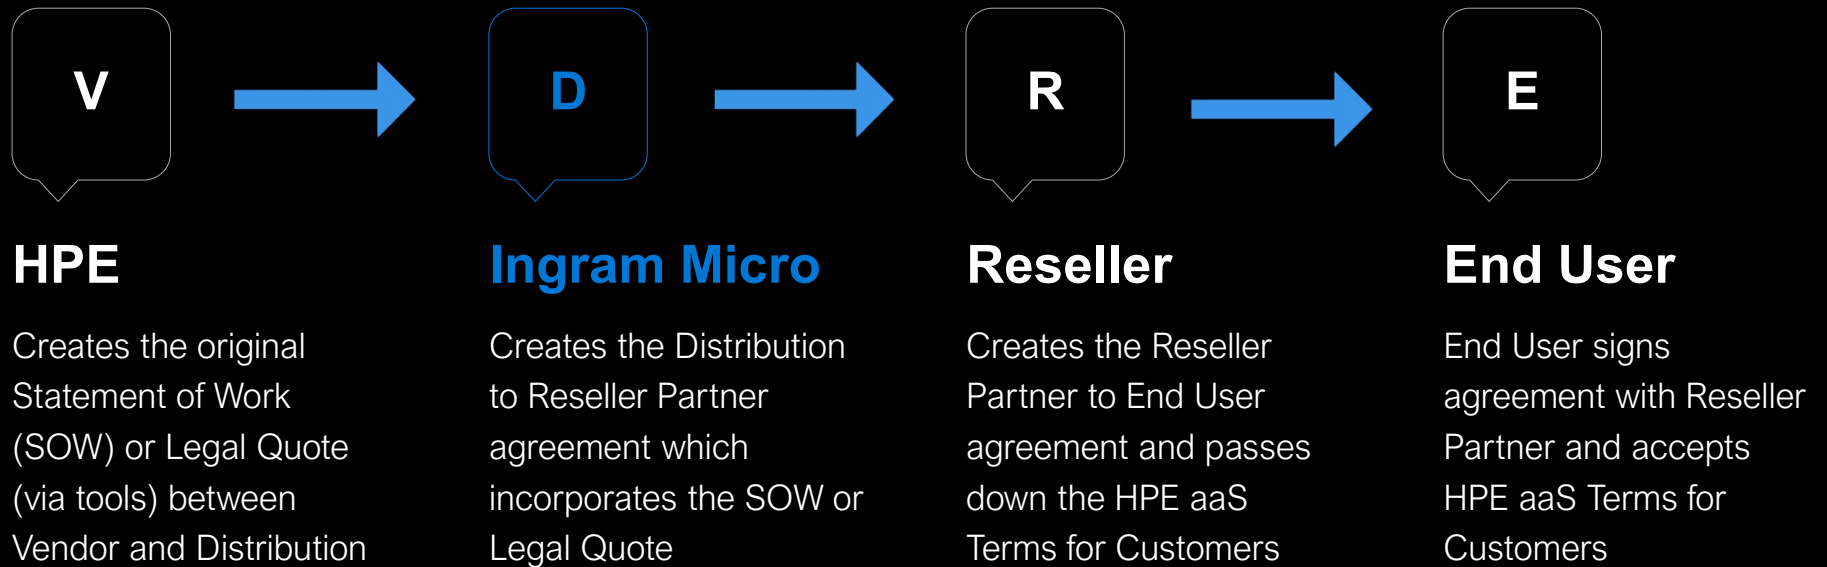 V
HPE
Creates the original
Statement of Work
(SOW) or Legal Quote
(via tools) between
Vendor and Distribution
D
Ingram Micro
Creates the Distribution
to Reseller Partner
agreement which
incorporates the SOW or
Legal Quote
R
Reseller
Creates the Reseller
Partner to End User
agreement and passes
down the HPE aaS
Terms for Customers
E
End User
End User signs
agreement with Reseller
Partner and accepts
HPE aaS Terms for
Customers